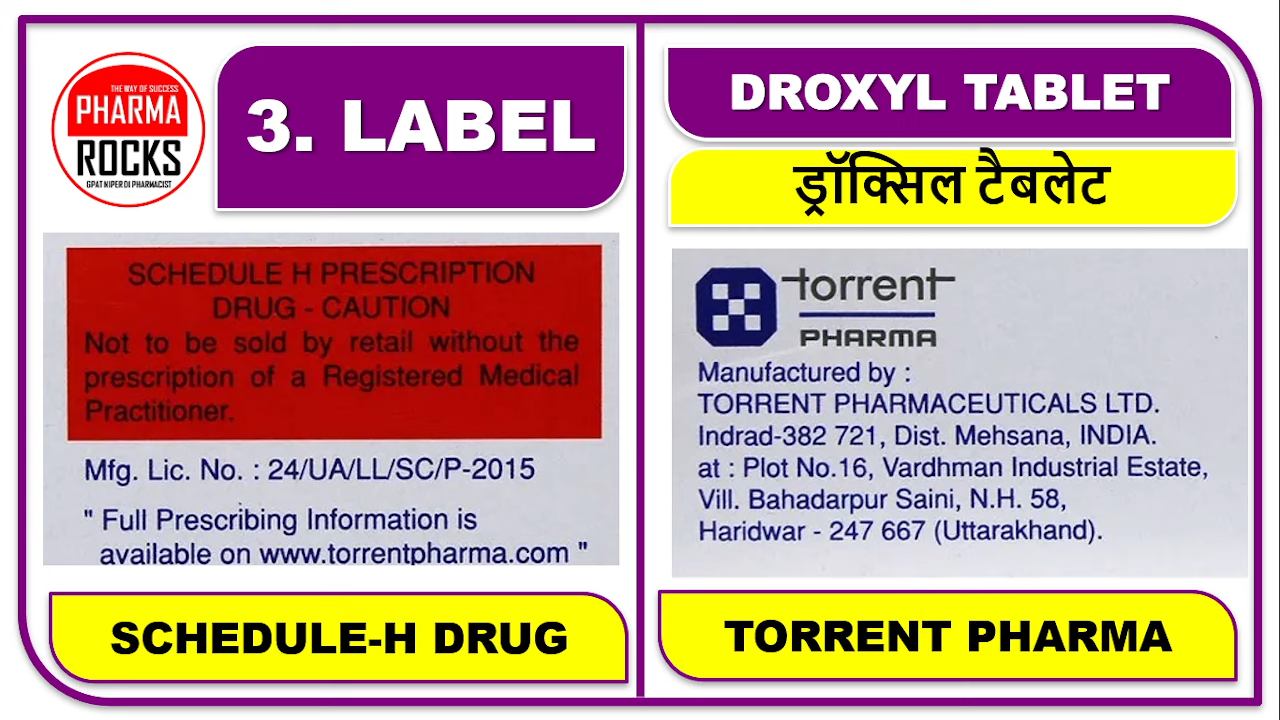 THE WAY OF SUCCESS
PHARMA
ROCKS
GPAT NIPER DI PHARMACIST
3. LABEL
SCHEDULE H PRESCRIPTION
DRUG - CAUTION
Not to be sold by retail without the
prescription of a Registered Medical
Practitioner.
Mfg. Lic. No. : 24/UA/LL/SC/P-2015
" Full Prescribing Information is
available on www.torrentpharma.com "
SCHEDULE-H DRUG
DROXYL TABLET
ड्रॉक्सिल टैबलेट
torrent
PHARMA
Manufactured by :
TORRENT PHARMACEUTICALS LTD.
Indrad-382 721, Dist. Mehsana, INDIA.
at : Plot No.16, Vardhman Industrial Estate,
Vill. Bahadarpur Saini, N.H. 58,
Haridwar - 247 667 (Uttarakhand).
TORRENT PHARMA